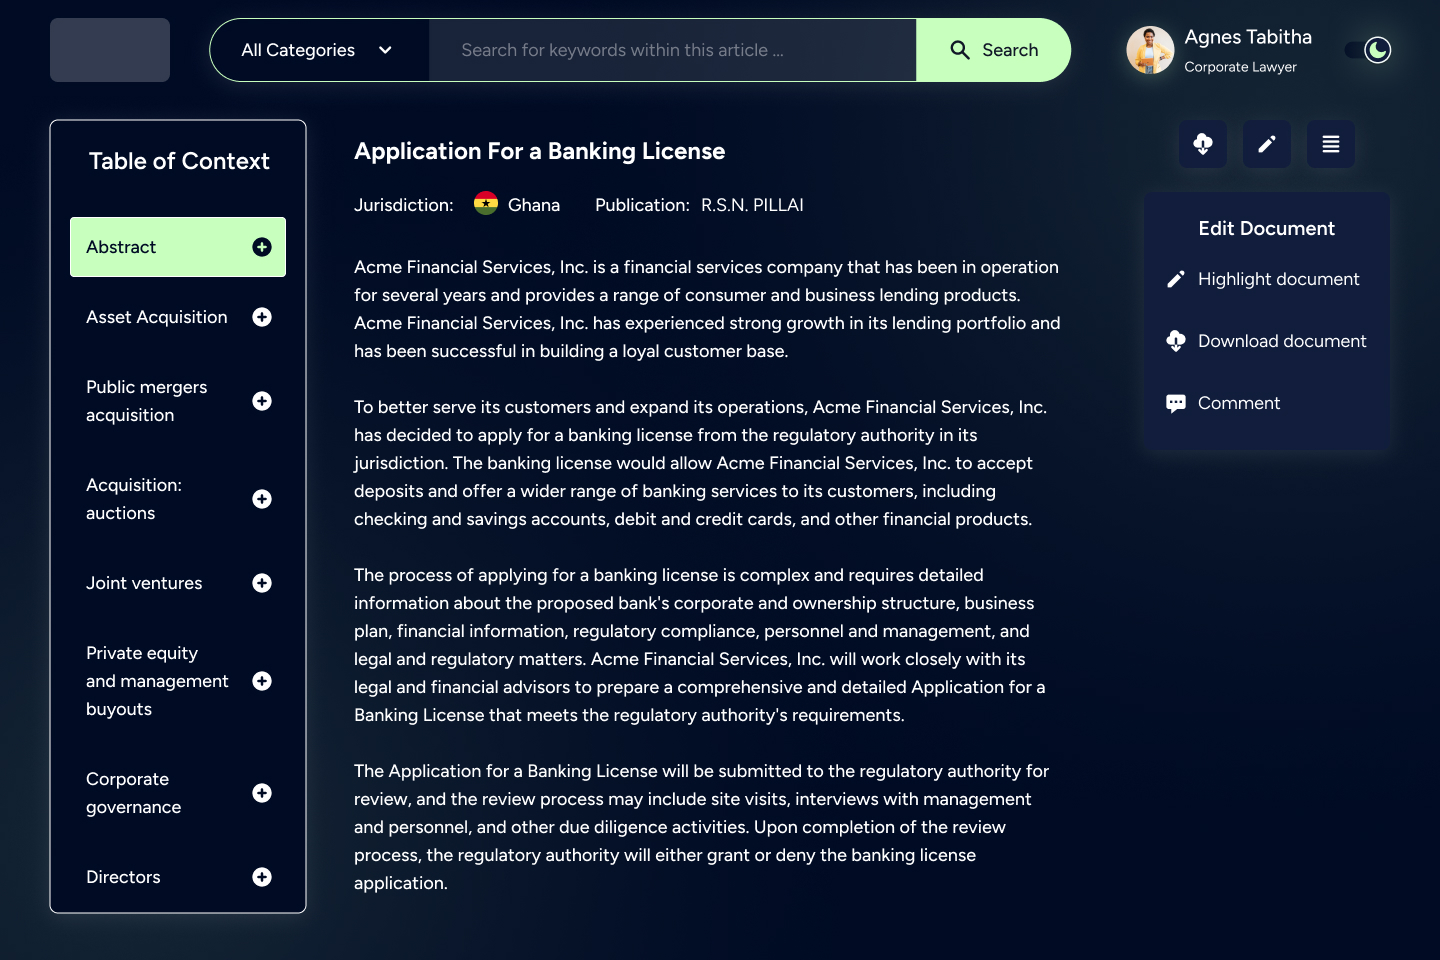 All Categories
Search for keywords within this article ...
Search
Agnes Tabitha
Corporate Lawyer
Table of Context
Abstract
Asset Acquisition
Public mergers
acquisition
Acquisition:
auctions
Joint ventures
Private equity
and management
buyouts
Corporate
governance
Directors
Application For a Banking License
Jurisdiction: Ghana Publication: R.S.N. PILLAI
Acme Financial Services, Inc. is a financial services company that has been in operation
for several years and provides a range of consumer and business lending products.
Acme Financial Services, Inc. has experienced strong growth in its lending portfolio and
has been successful in building a loyal customer base.
To better serve its customers and expand its operations, Acme Financial Services, Inc.
has decided to apply for a banking license from the regulatory authority in its
jurisdiction. The banking license would allow Acme Financial Services, Inc. to accept
deposits and offer a wider range of banking services to its customers, including
checking and savings accounts, debit and credit cards, and other financial products.
The process of applying for a banking license is complex and requires detailed
information about the proposed bank's corporate and ownership structure, business
plan, financial information, regulatory compliance, personnel and management, and
legal and regulatory matters. Acme Financial Services, Inc. will work closely with its
legal and financial advisors to prepare a comprehensive and detailed Application for a
Banking License that meets the regulatory authority's requirements.
The Application for a Banking License will be submitted to the regulatory authority for
review, and the review process may include site visits, interviews with management
and personnel, and other due diligence activities. Upon completion of the review
process, the regulatory authority will either grant or deny the banking license
application.
Edit Document
Highlight document
Download document
Comment